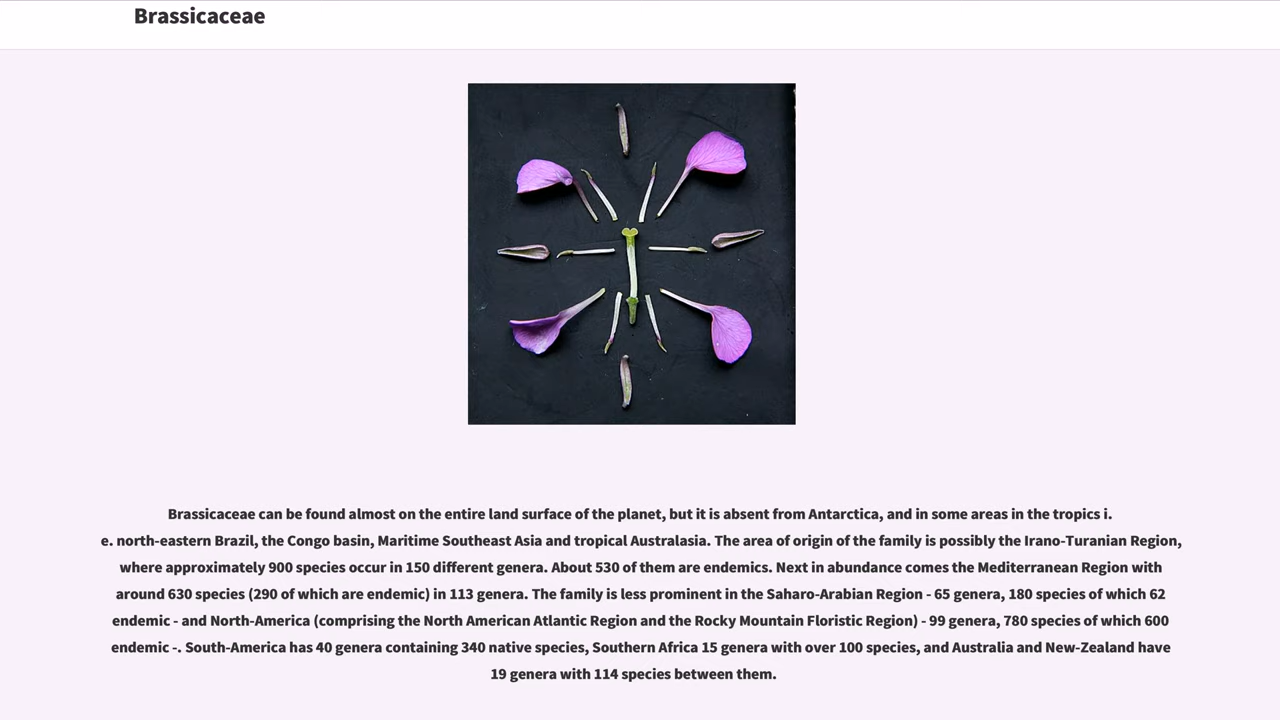 Brassicaceae
Brassicaceae can be found almost on the entire land surface of the planet, but it is absent from Antarctica, and in some areas in the tropics i.
e. north-eastern Brazil, the Congo basin, Maritime Southeast Asia and tropical Australasia. The area of origin of the family is possibly the Irano-Turanian Region,
where approximately 900 species occur in 150 different genera. About 530 of them are endemics. Next in abundance comes the Mediterranean Region with
around 630 species (290 of which are endemic) in 113 genera. The family is less prominent in the Saharo-Arabian Region - 65 genera, 180 species of which 62
endemic - and North-America (comprising the North American Atlantic Region and the Rocky Mountain Floristic Region) - 99 genera, 780 species of which 600
endemic -. South-America has 40 genera containing 340 native species, Southern Africa 15 genera with over 100 species, and Australia and New-Zealand have
19 genera with 114 species between them.